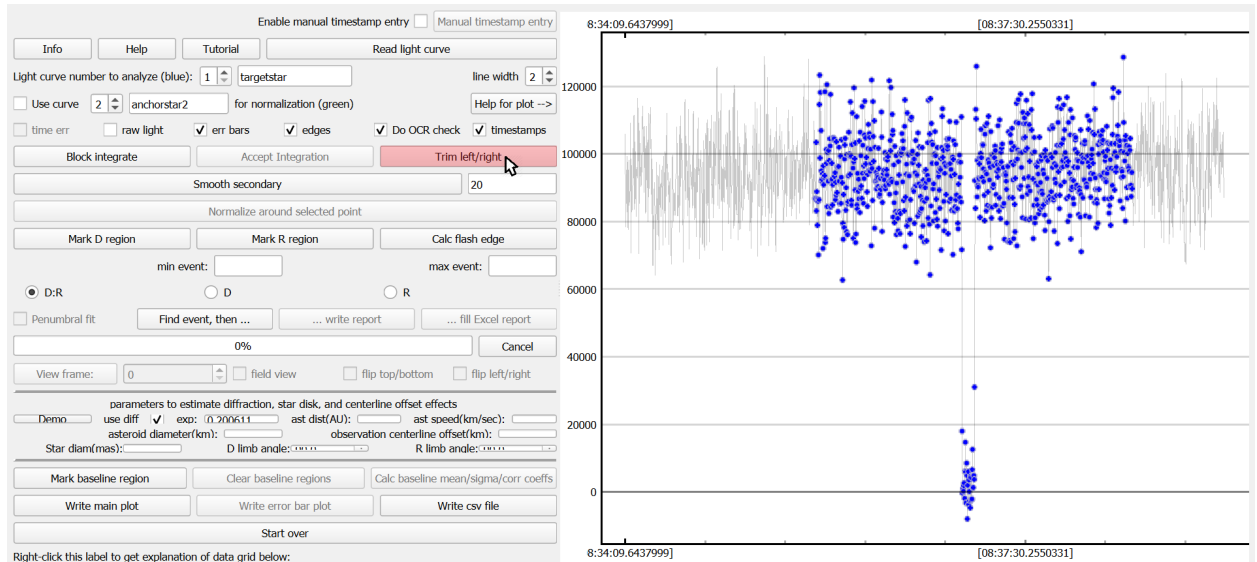 Enable manual timestamp entry Manual timestamp entry
Info Help Tutorial Read light curve
Light curve number to analyze (blue): 1 targetstar line width 2
Use curve 2 anchorstar2 for normalization (green) Help for plot -->
time err raw light err bars edges Do OCR check timestamps
Block integrate Accept Integration Trim left/right
Smooth secondary 20
Normalize around selected point
Mark D region Mark R region Calc flash edge
min event: max event:
D:R D R
Penumbral fit Find event, then ... ... write report ... fill Excel report
0% Cancel
View frame: 0 field view flip top/bottom flip left/right
parameters to estimate diffraction, star disk, and centerline offset effects
Demo use diff exp: 0.200611 ast dist(AU): ast speed(km/sec):
asteroid diameter(km): observation centerline offset(km):
Star diam(mas): D limb angle: R limb angle:
Mark baseline region Clear baseline regions Calc baseline mean/sigma/corr coeffs
Write main plot Write error bar plot Write csv file
Start over
Right-click this label to get explanation of data grid below:
8:34:09.6437999] [08:37:30.2550331]
120000
100000
80000
60000
40000
20000
0
8:34:09.6437999] [08:37:30.2550331]